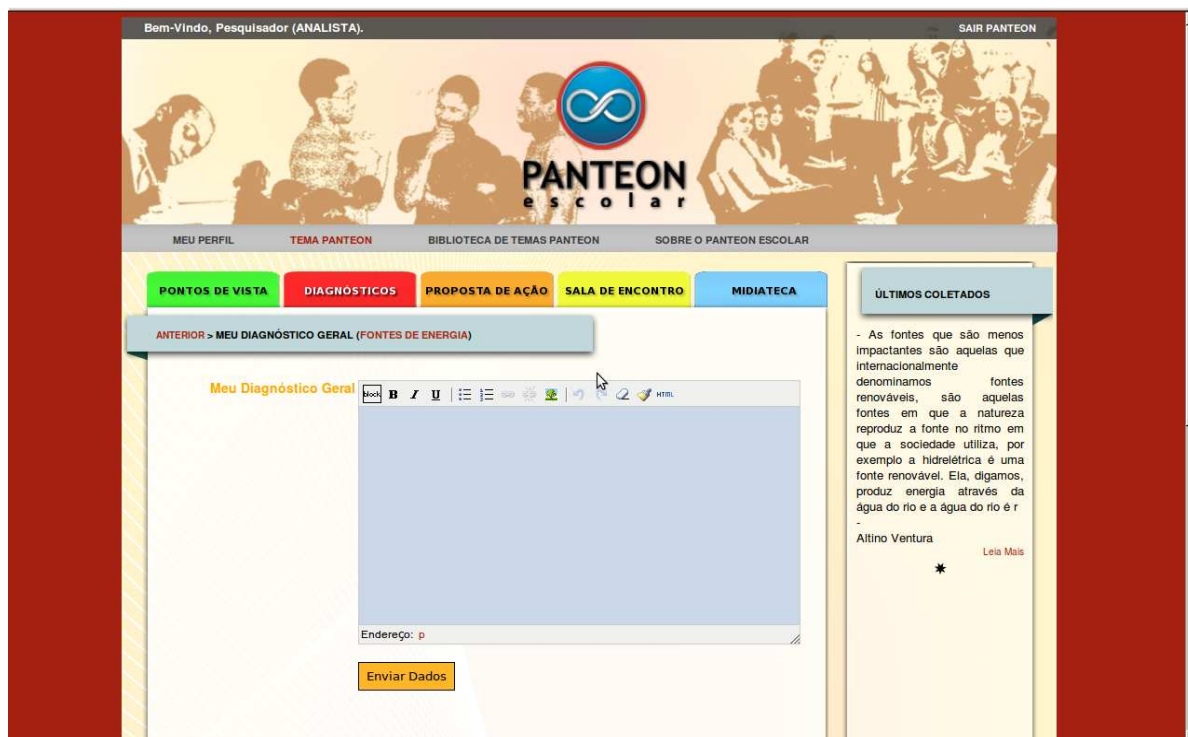 Bem-Vindo, Pesquisador (ANALISTA).
SAIR PANTEON
PANTEON
escolar
MEU PERFIL
TEMA PANTEON
BIBLIOTECA DE TEMAS PANTEON
SOBRE O PANTEON ESCOLAR
PONTOS DE VISTA
DIAGNÓSTICOS
PROPOSTA DE AÇÃO
SALA DE ENCONTRO
MIDIATECA
ANTERIOR > MEU DIAGNÓSTICO GERAL (FONTES DE ENERGIA)
Meu Diagnóstico Geral
block B I U HTML
Endereço: p
Enviar Dados
ÚLTIMOS COLETADOS
- As fontes que são menos
impactantes são aquelas que
internacionalmente
denominamos fontes
renováveis, são aquelas
fontes em que a natureza
reproduz a fonte no ritmo em
que a sociedade utiliza, por
exemplo a hidrelétrica é uma
fonte renovável. Ela, digamos,
produz energia através da
água do rio e a água do rio é r
-
Altino Ventura
Leia Mais